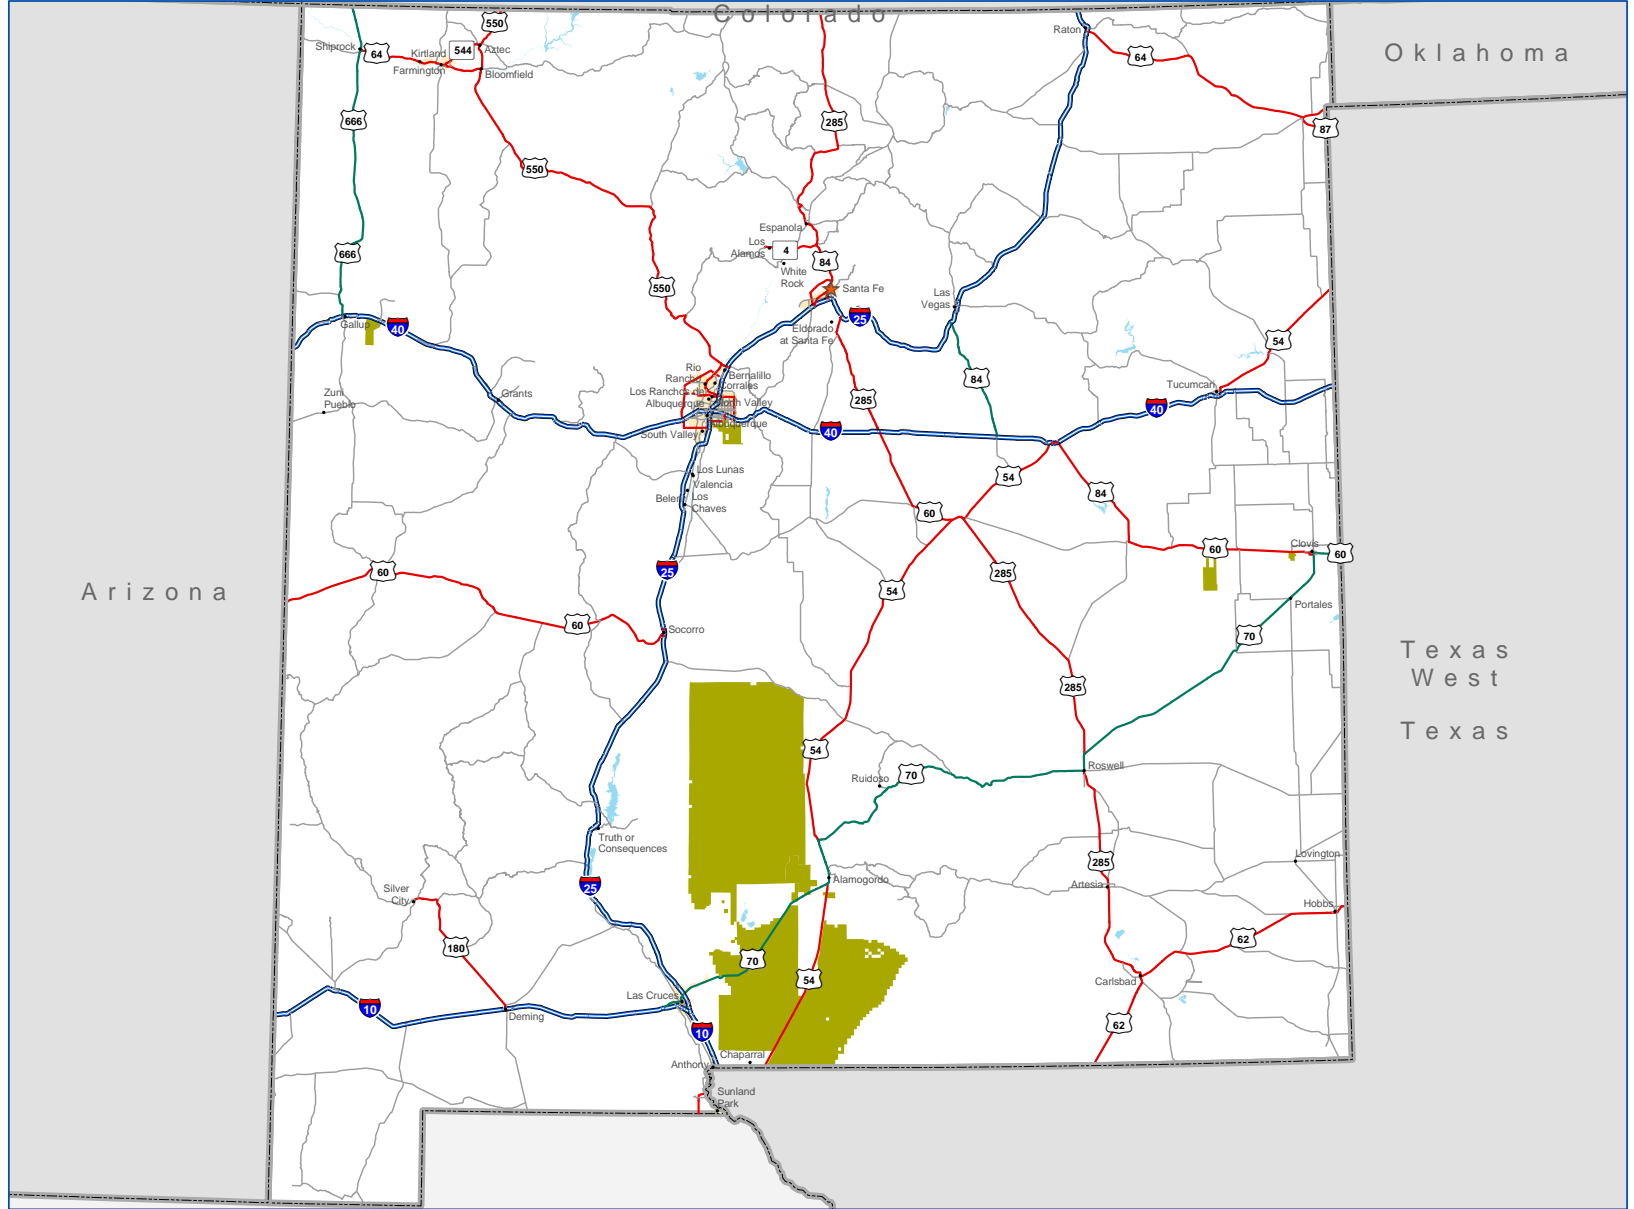 Colorado
550
Shiprock
64
Kirtland
544
Aztec
Farmington
Bloomfield
Raton
64
Oklahoma
666
285
87
550
666
Espanola
Los
Alamos
4
84
White
Rock
550
Santa Fe
Las
Vegas
Gallup
40
25
Eldorado
at Santa Fe
54
Rio
Rancho
Bernalillo
Corrales
84
Tucumcari
Zuni
Pueblo
Grants
Los Ranchos de
Albuquerque
North Valley
285
40
Albuquerque
South Valley
40
Los Lunas
Valencia
54
84
Belen
Los
Chaves
60
60
Clovis
60
25
60
285
54
Arizona
Portales
60
Socorro
70
Texas
West
Texas
285
54
Roswell
Ruidoso
70
Truth or
Consequences
285
Lovington
Silver
City
25
Alamogordo
Artesia
Hobbs
180
62
70
54
Carlsbad
Las Cruces
10
Deming
10
62
Chaparral
Anthony
Sunland
Park